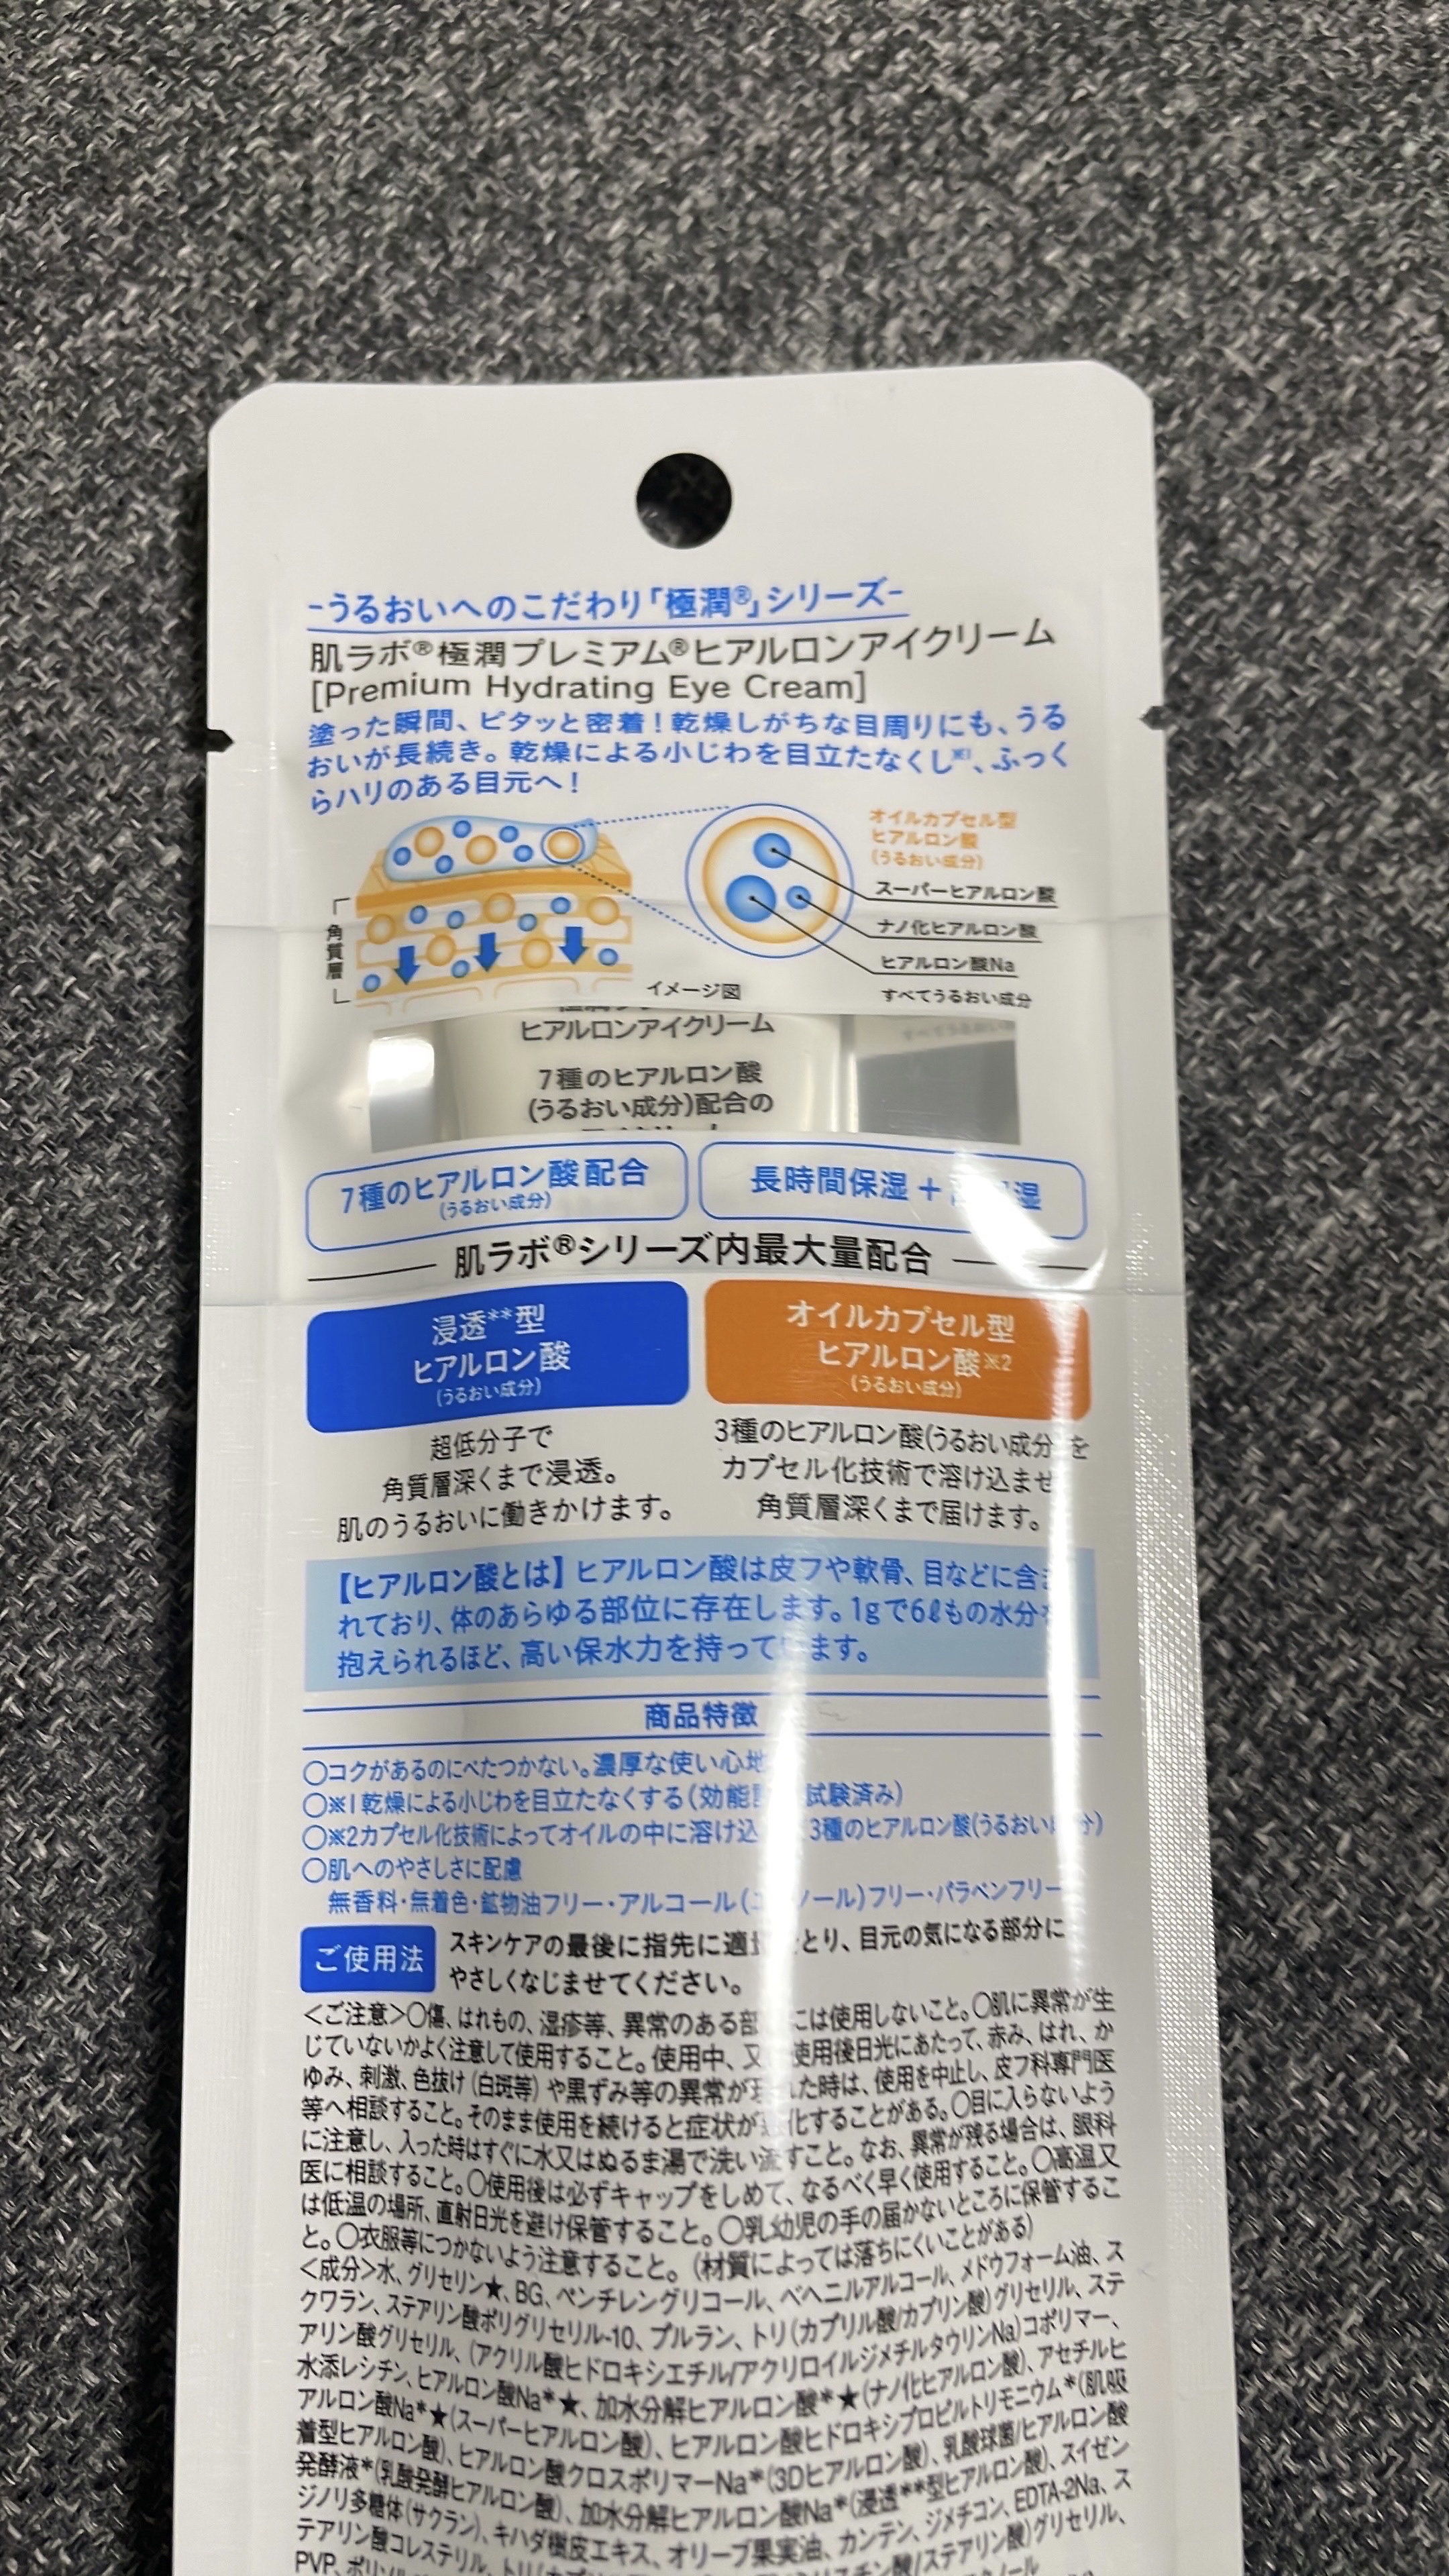 -うるおいへのこだわり「極潤®」シリーズ-
肌ラボ®極潤プレミアム®ヒアルロンアイクリーム
[Premium Hydrating Eye Cream]
塗った瞬間、ピタッと密着！乾燥しがちな目周りにも、うる
おいが長続き。乾燥による小じわを目立たなくし※1、ふっく
らハリのある目元へ！
オイルカプセル型
ヒアルロン酸
(うるおい成分)
スーパーヒアルロン酸
ナノ化ヒアルロン酸
ヒアルロン酸Na
すべてうるおい成分
角質層
イメージ図
ヒアルロンアイクリーム
7種のヒアルロン酸
(うるおい成分)配合の
7種のヒアルロン酸配合
(うるおい成分)
長時間保湿＋ 湿
肌ラボ®シリーズ内最大量配合
浸透**型
ヒアルロン酸
(うるおい成分)
超低分子で
角質層深くまで浸透。
肌のうるおいに働きかけます。
オイルカプセル型
ヒアルロン酸※2
(うるおい成分)
3種のヒアルロン酸(うるおい成分 を
カプセル化技術で溶け込ませ
角質層深くまで届けます。
【ヒアルロン酸とは】ヒアルロン酸は皮フや軟骨、目などに含
れており、体のあらゆる部位に存在します。1gで6ℓもの水分
抱えられるほど、高い保水力を持って ます。
商品特徴
○コクがあるのにべたつかない。濃厚な使い心地
○※1乾燥による小じわを目立たなくする(効能 試験済み)
○※2カプセル化技術によってオイルの中に溶け込 3種のヒアルロン酸(うるおい 分)
○肌へのやさしさに配慮
無香料・無着色・鉱物油フリー・アルコール( ノール)フリー・パラベンフリー
ご使用法
スキンケアの最後に指先に適 とり、目元の気になる部分に
やさしくなじませてください。
＜ご注意＞○傷、はれもの、湿疹等、異常のある部 には使用しないこと。○肌に異常が生
じていないかよく注意して使用すること。使用中、又 使用後日光にあたって、赤み、はれ、か
ゆみ、刺激、色抜け(白斑等)や黒ずみ等の異常が現れた時は、使用を中止し、皮フ科専門医
等へ相談すること。そのまま使用を続けると症状が悪化することがある。○目に入らないよう
に注意し、入った時はすぐに水又はぬるま湯で洗い流すこと。なお、異常が残る場合は、眼科
医に相談すること。○使用後は必ずキャップをしめて、なるべく早く使用すること。○高温又
は低温の場所、直射日光を避け保管すること。○乳幼児の手の届かないところに保管するこ
と。○衣服等につかないよう注意すること。(材質によっては落ちにくいことがある)
＜成分＞水、グリセリン★、BG、ペンチレングリコール、ベヘニルアルコール、メドウフォーム油、ス
クワラン、ステアリン酸ポリグリセリル-10、プルラン、トリ(カプリル酸/カプリン酸)グリセリル、ステ
アリン酸グリセリル、(アクリル酸ヒドロキシエチル/アクリロイルジメチルタウリンNa)コポリマー、
水添レシチン、ヒアルロン酸Na*★、加水分解ヒアルロン酸*★(ナノ化ヒアルロン酸)、アセチルヒ
アルロン酸Na*★(スーパーヒアルロン酸)、ヒアルロン酸ヒドロキシプロピルトリモニウム*(肌吸
着型ヒアルロン酸)、ヒアルロン酸クロスポリマーNa*(3Dヒアルロン酸)、乳酸球菌/ヒアルロン酸
発酵液*(乳酸発酵ヒアルロン酸)、加水分解ヒアルロン酸Na*(浸透**型ヒアルロン酸)、スイゼン
ジノリ多糖体(サクラン)、キハダ樹皮エキス、オリーブ果実油、カンテン、ジメチコン、EDTA-2Na、ス
テアリン酸コレステリル、トリ( ミリスチン酸/ステアリン酸)グリセリル、
PVP、